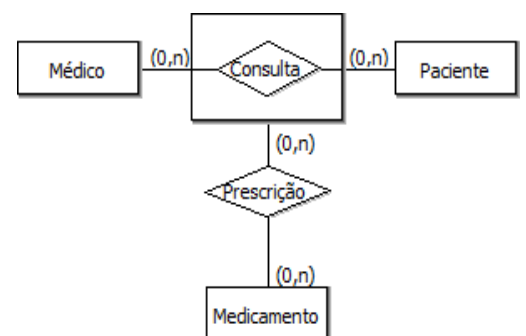 Médico (0,n) Consulta (0,n) Paciente
(0,n)
Prescrição
(0,n)
Medicamento